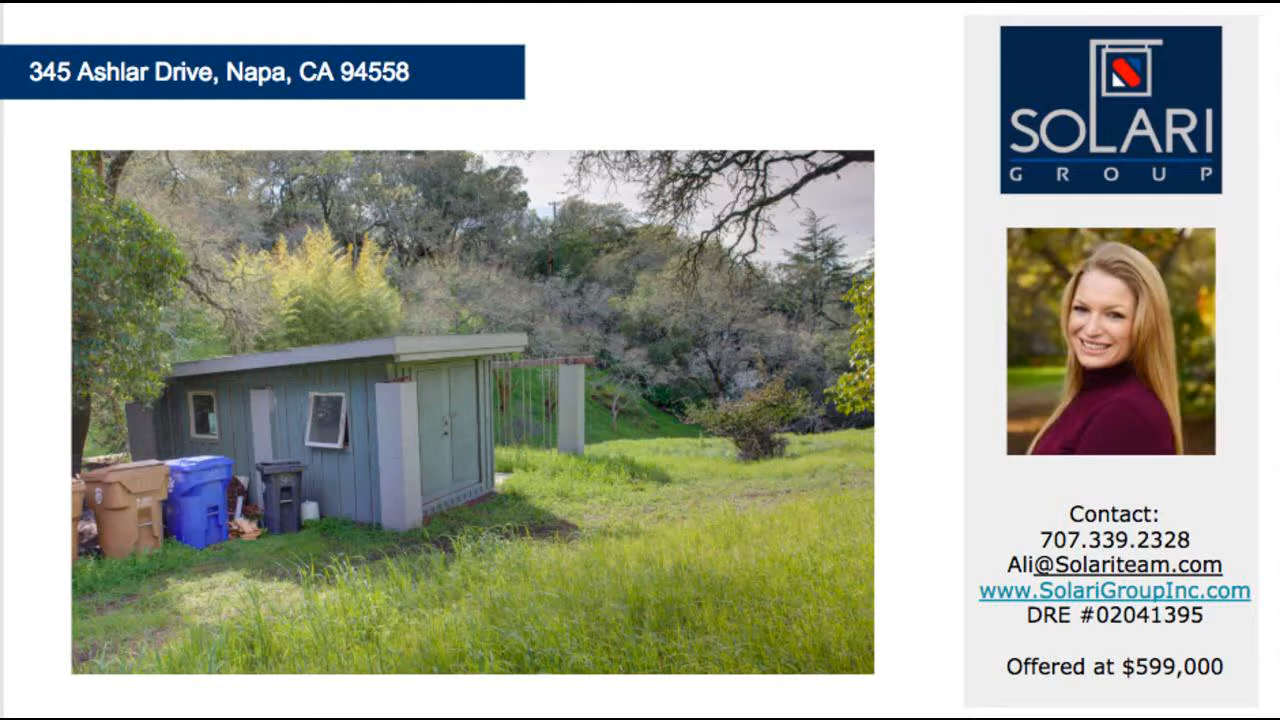 345 Ashlar Drive, Napa, CA 94558
SOLARI
GROUP
Contact:
707.339.2328
Ali@Solariteam.com
www.SolariGroupInc.com
DRE #02041395
Offered at $599,000